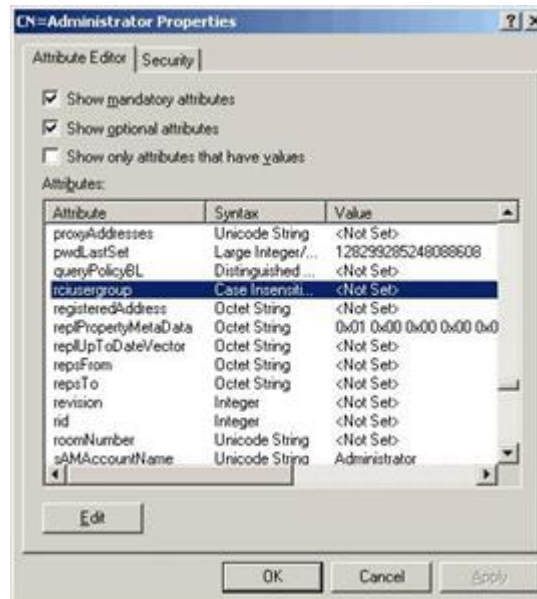 CN=Administrator Properties
Attribute Editor Security
Show mandatory attributes
Show optional attributes
Show only attributes that have values
Attributes:
Attribute Syntax Value
proxyAddresses Unicode String <Not Set>
pwdLastSet Large Integer/... 128299285248088608
queryPolicyBL Distinguished ... <Not Set>
rciusergroup Case Insensiti... <Not Set>
registeredAddress Octet String <Not Set>
replPropertyMetaData Octet String 0x01 0x00 0x00 0x00 0x0
replUpToDateVector Octet String <Not Set>
repsFrom Octet String <Not Set>
repsTo Octet String <Not Set>
revision Integer <Not Set>
rid Integer <Not Set>
roomNumber Unicode String <Not Set>
sAMAccountName Unicode String Administrator
Edit
OK Cancel Apply